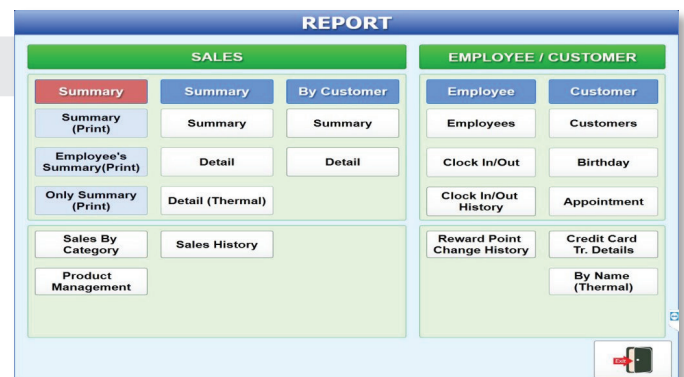 REPORT
SALES
EMPLOYEE / CUSTOMER
Summary
Summary
By Customer
Employee
Customer
Summary
(Print)
Summary
Summary
Employees
Customers
Employee's
Summary(Print)
Detail
Detail
Clock In/Out
Birthday
Only Summary
(Print)
Detail (Thermal)
Clock In/Out
History
Appointment
Sales By
Category
Sales History
Reward Point
Change History
Credit Card
Tr. Details
Product
Management
By Name
(Thermal)
Exit